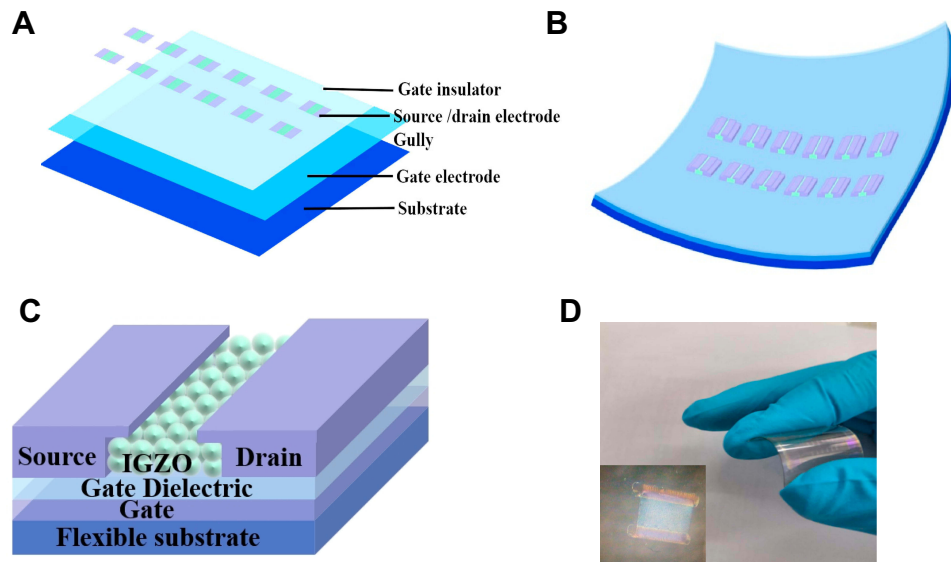 A
Gate insulator
Source /drain electrode
Gully
Gate electrode
Substrate
B
C
Source
IGZO
Drain
Gate Dielectric
Gate
Flexible substrate
D